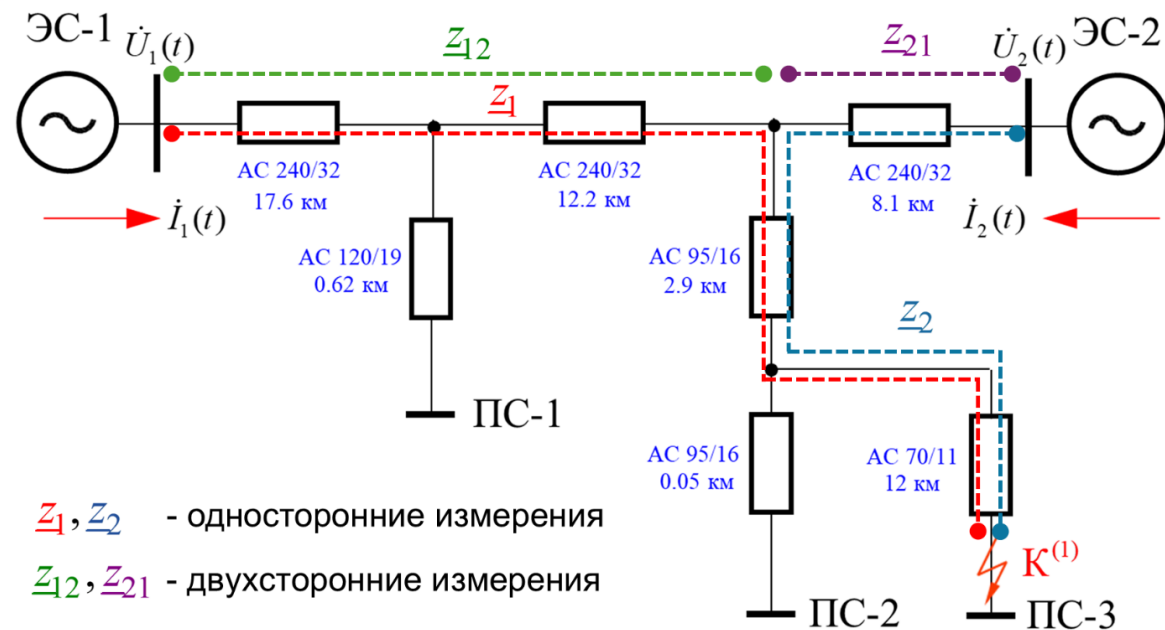 ЭС-1
U̇₁(t)
z₁₂
z₂₁
U̇₂(t)
ЭС-2
z₁
АС 240/32
17.6 км
АС 240/32
12.2 км
АС 240/32
8.1 км
İ₁(t)
İ₂(t)
АС 120/19
0.62 км
АС 95/16
2.9 км
z₂
ПС-1
АС 95/16
0.05 км
АС 70/11
12 км
z₁, z₂ - односторонние измерения
К⁽¹⁾
z₁₂, z₂₁ - двухсторонние измерения
ПС-2
ПС-3